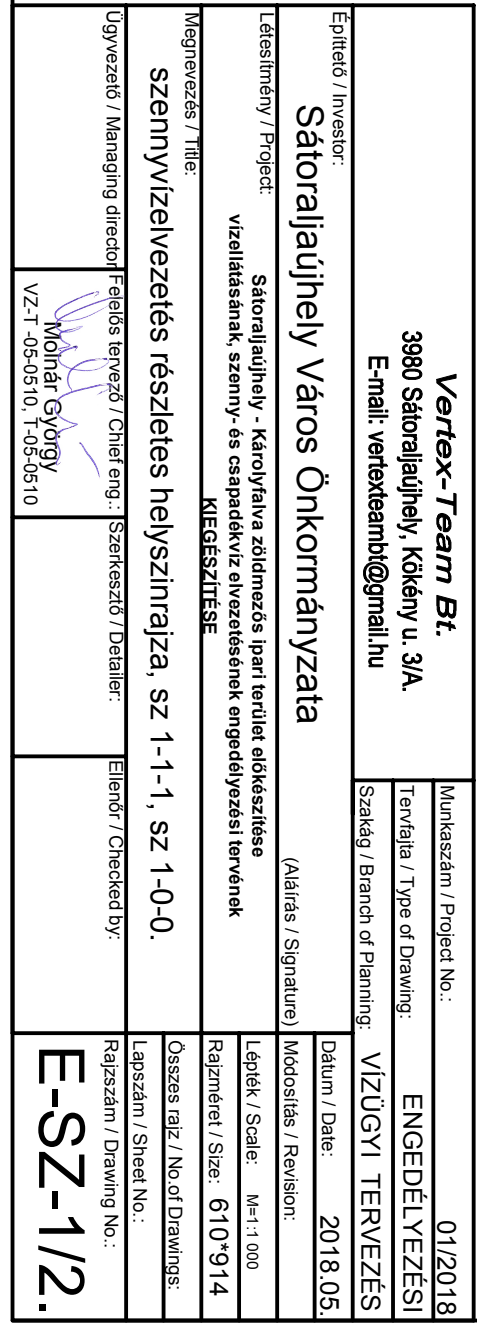 Vertex-Team Bt.
3980 Sátoraljaújhely, Kökény u. 3/A.
E-mail: vertexteambt@gmail.hu
Munkaszám / Project No.: 01/2018
Tervfajta / Type of Drawing: ENGEDÉLYEZÉSI
Szakág / Branch of Planning: VÍZÜGYI TERVEZÉS
Építtető / Investor:
Sátoraljaújhely Város Önkormányzata
(Aláírás / Signature)
Dátum / Date: 2018.05.
Módosítás / Revision:
Létesítmény / Project:
Sátoraljaújhely - Károlyfalva zöldmezős ipari terület előkészítése
vízellátásának, szenny- és csapadékvíz elvezetésének engedélyezési tervének
KIEGÉSZÍTÉSE
Lépték / Scale: M=1:1 000
Rajzméret / Size: 610*914
Megnevezés / Title:
szennyvízelvezetés részletes helyszinrajza, sz 1-1-1, sz 1-0-0.
Összes rajz / No.of Drawings:
Lapszám / Sheet No.:
Ügyvezető / Managing director
Felelős tervező / Chief eng.:
Molnár György
VZ-T -05-0510, T-05-0510
Szerkesztő / Detailer:
Ellenőr / Checked by:
Rajzszám / Drawing No.:
E-SZ-1/2.